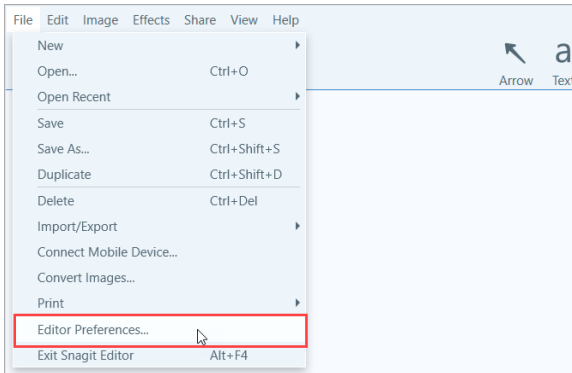 File Edit Image Effects Share View Help
New
Open... Ctrl+O
Open Recent
Save Ctrl+S
Save As... Ctrl+Shift+S
Duplicate Ctrl+Shift+D
Delete Ctrl+Del
Import/Export
Connect Mobile Device...
Convert Images...
Print
Editor Preferences...
Exit Snagit Editor Alt+F4
a
Arrow Text